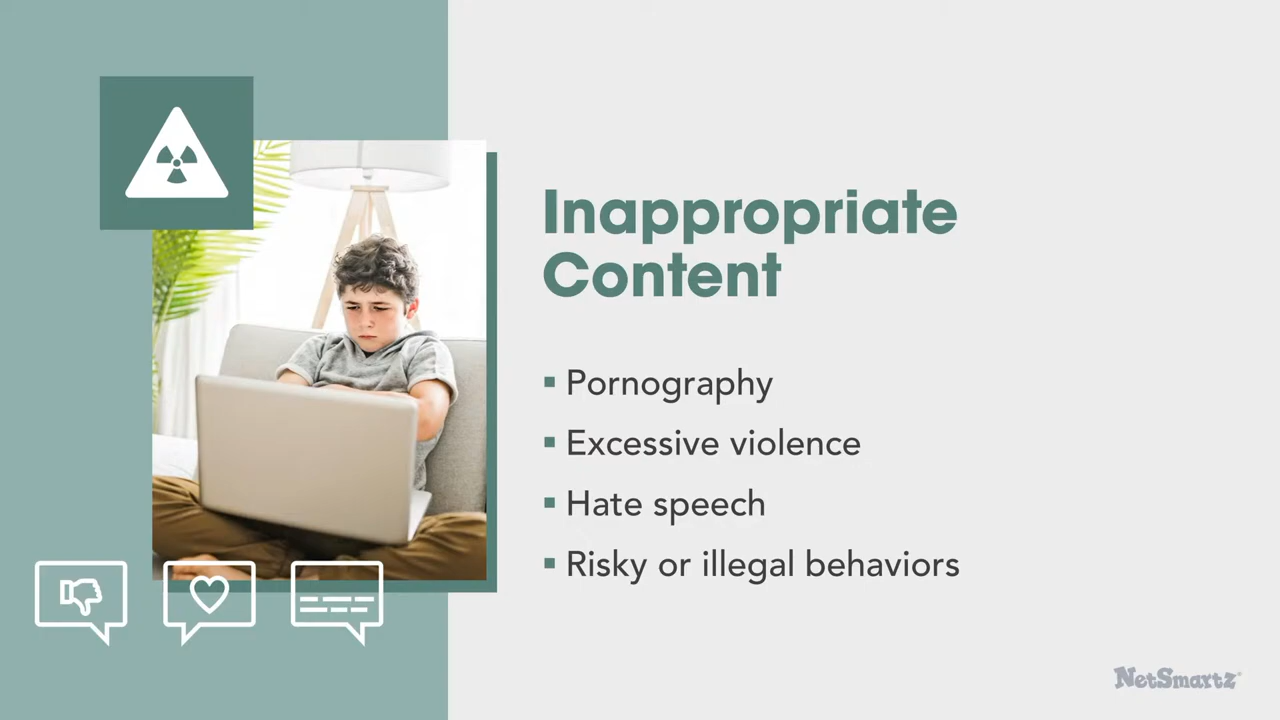 Inappropriate
Content
Pornography
Excessive violence
Hate speech
Risky or illegal behaviors
NetSmartz®